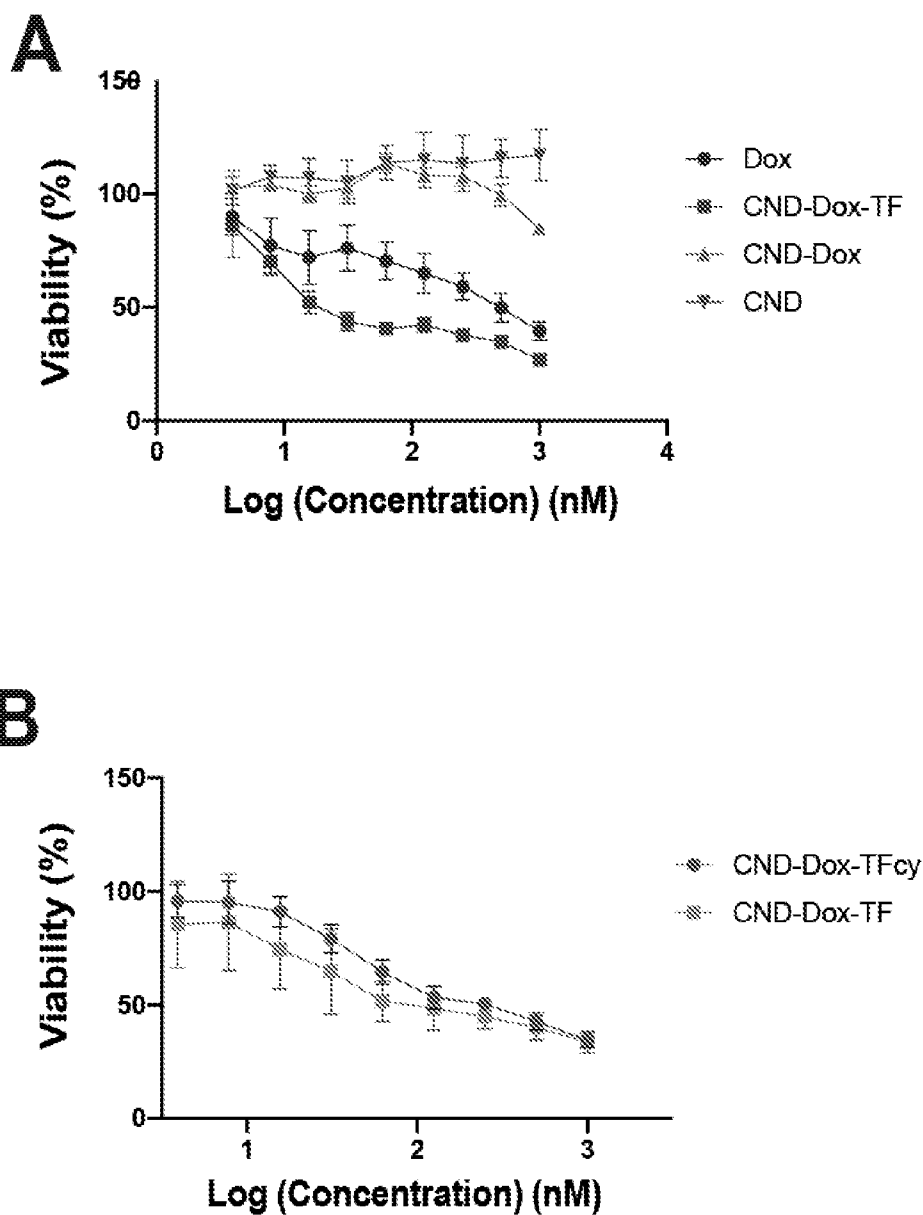 A
150
100
50
0
Viability (%)
0 1 2 3 4
Log (Concentration) (nM)
Dox
CND-Dox-TF
CND-Dox
CND
B
150
100
50
0
Viability (%)
1 2 3
Log (Concentration) (nM)
CND-Dox-TFcy
CND-Dox-TF